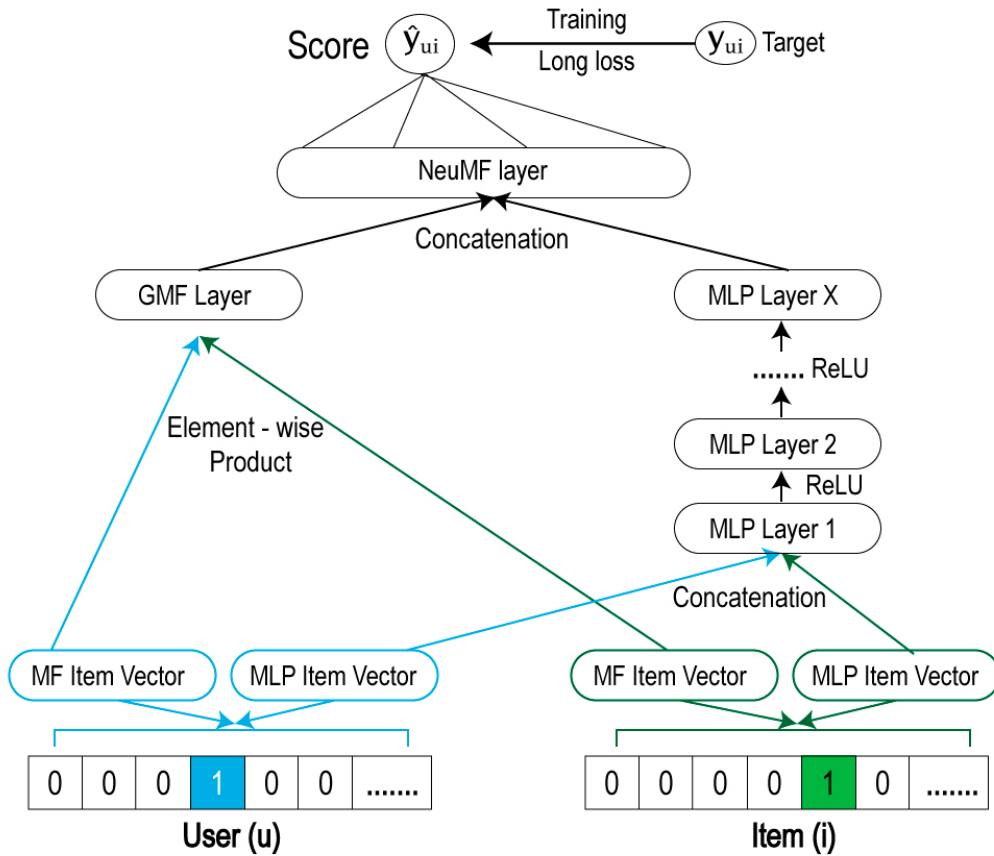 Score ŷui Training yui Target
Long loss
NeuMF layer
Concatenation
GMF Layer MLP Layer X
....... ReLU
Element - wise
Product
MLP Layer 2
ReLU
MLP Layer 1
Concatenation
MF Item Vector MLP Item Vector MF Item Vector MLP Item Vector
0 0 0 1 0 0 ....... 0 0 0 0 1 0 .......
User (u) Item (i)